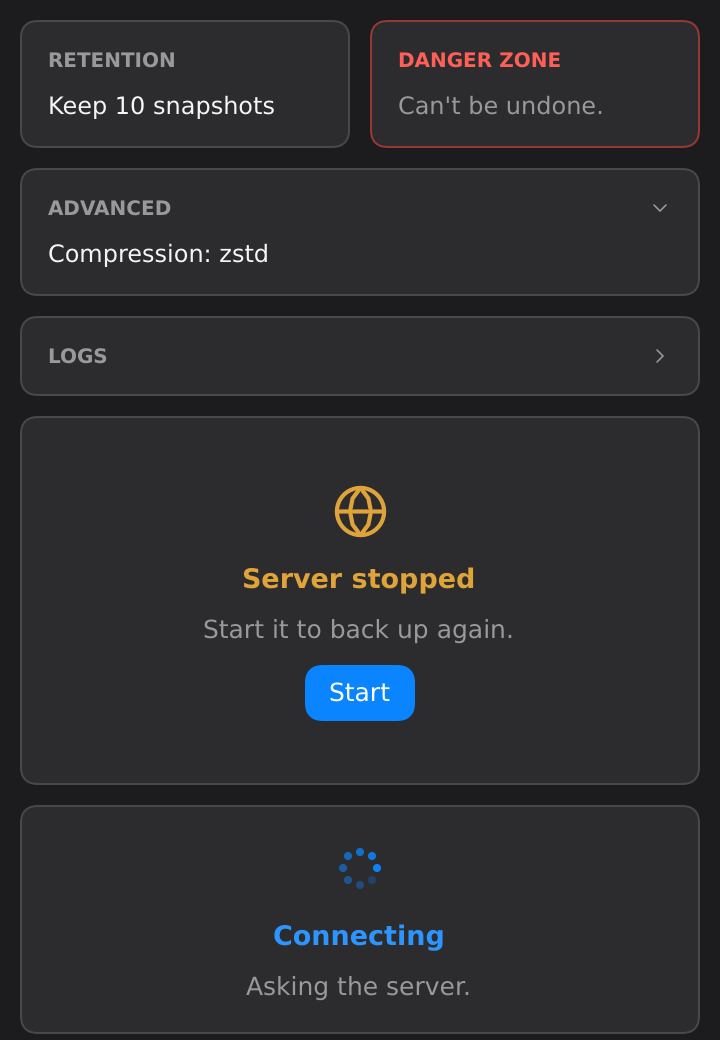 RETENTION
Keep 10 snapshots
DANGER ZONE
Can't be undone.
ADVANCED
Compression: zstd
LOGS
Server stopped
Start it to back up again.
Start
Connecting
Asking the server.